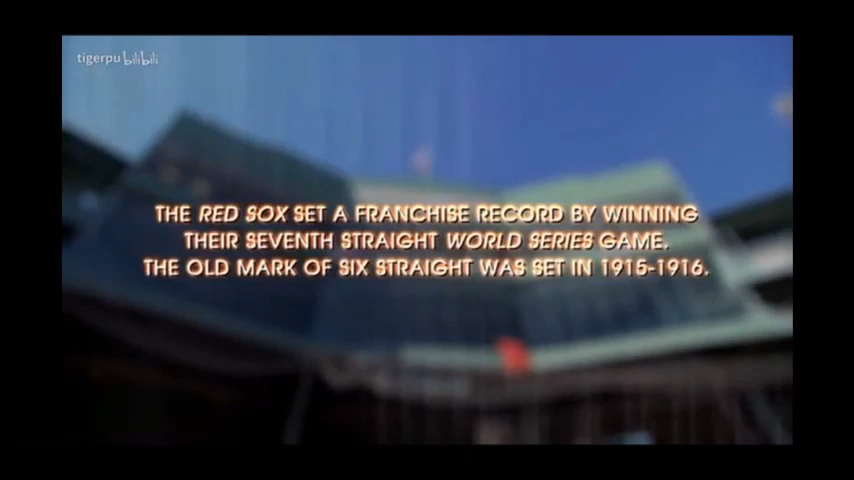 tigerpu bilibili
THE RED SOX SET A FRANCHISE RECORD BY WINNING
THEIR SEVENTH STRAIGHT WORLD SERIES GAME.
THE OLD MARK OF SIX STRAIGHT WAS SET IN 1915-1916.